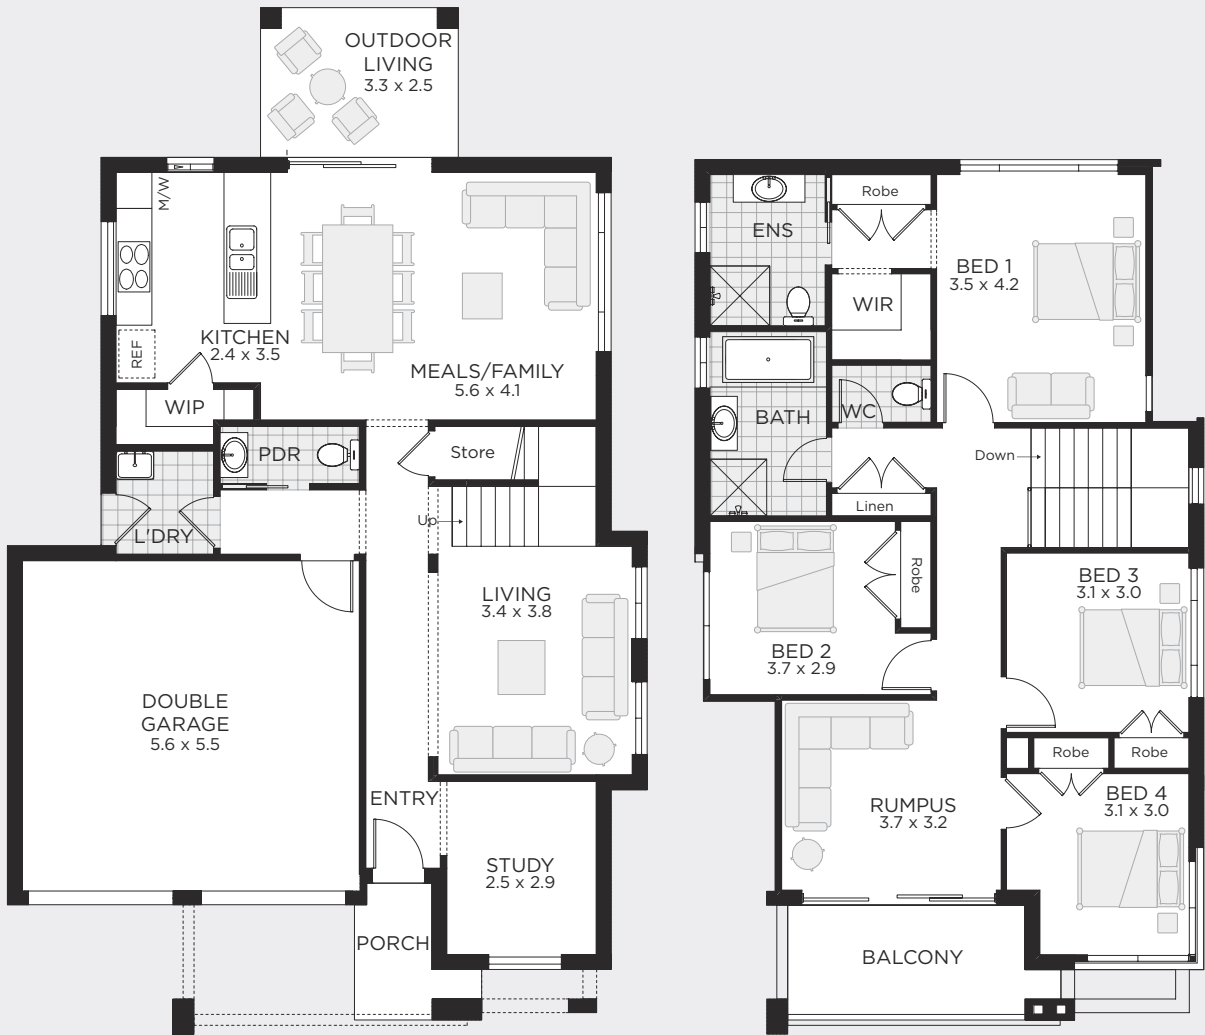 OUTDOOR
LIVING
3.3 x 2.5
M/W
KITCHEN
2.4 x 3.5
REF
MEALS/FAMILY
5.6 x 4.1
WIP
PDR
Store
L'DRY
Up
LIVING
3.4 x 3.8
DOUBLE
GARAGE
5.6 x 5.5
ENTRY
STUDY
2.5 x 2.9
PORCH
Robe
ENS
BED 1
3.5 x 4.2
WIR
BATH
WC
Down
Linen
Robe
BED 2
3.7 x 2.9
BED 3
3.1 x 3.0
Robe
Robe
RUMPUS
3.7 x 3.2
BED 4
3.1 x 3.0
BALCONY